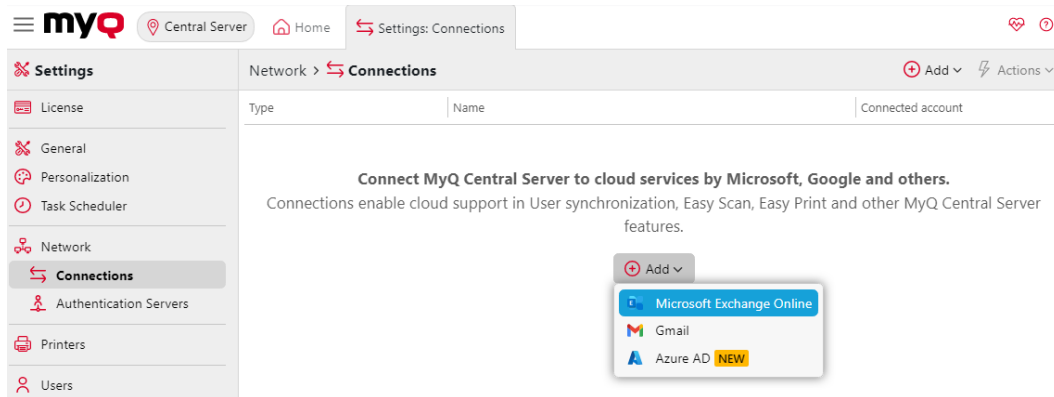 myQ Central Server Home Settings: Connections
Settings
Network > Connections
Add Actions
License
Type Name Connected account
General
Personalization
Task Scheduler
Connect MyQ Central Server to cloud services by Microsoft, Google and others.
Connections enable cloud support in User synchronization, Easy Scan, Easy Print and other MyQ Central Server
features.
Network
Connections
Authentication Servers
Printers
Users
Add
Microsoft Exchange Online
Gmail
Azure AD NEW